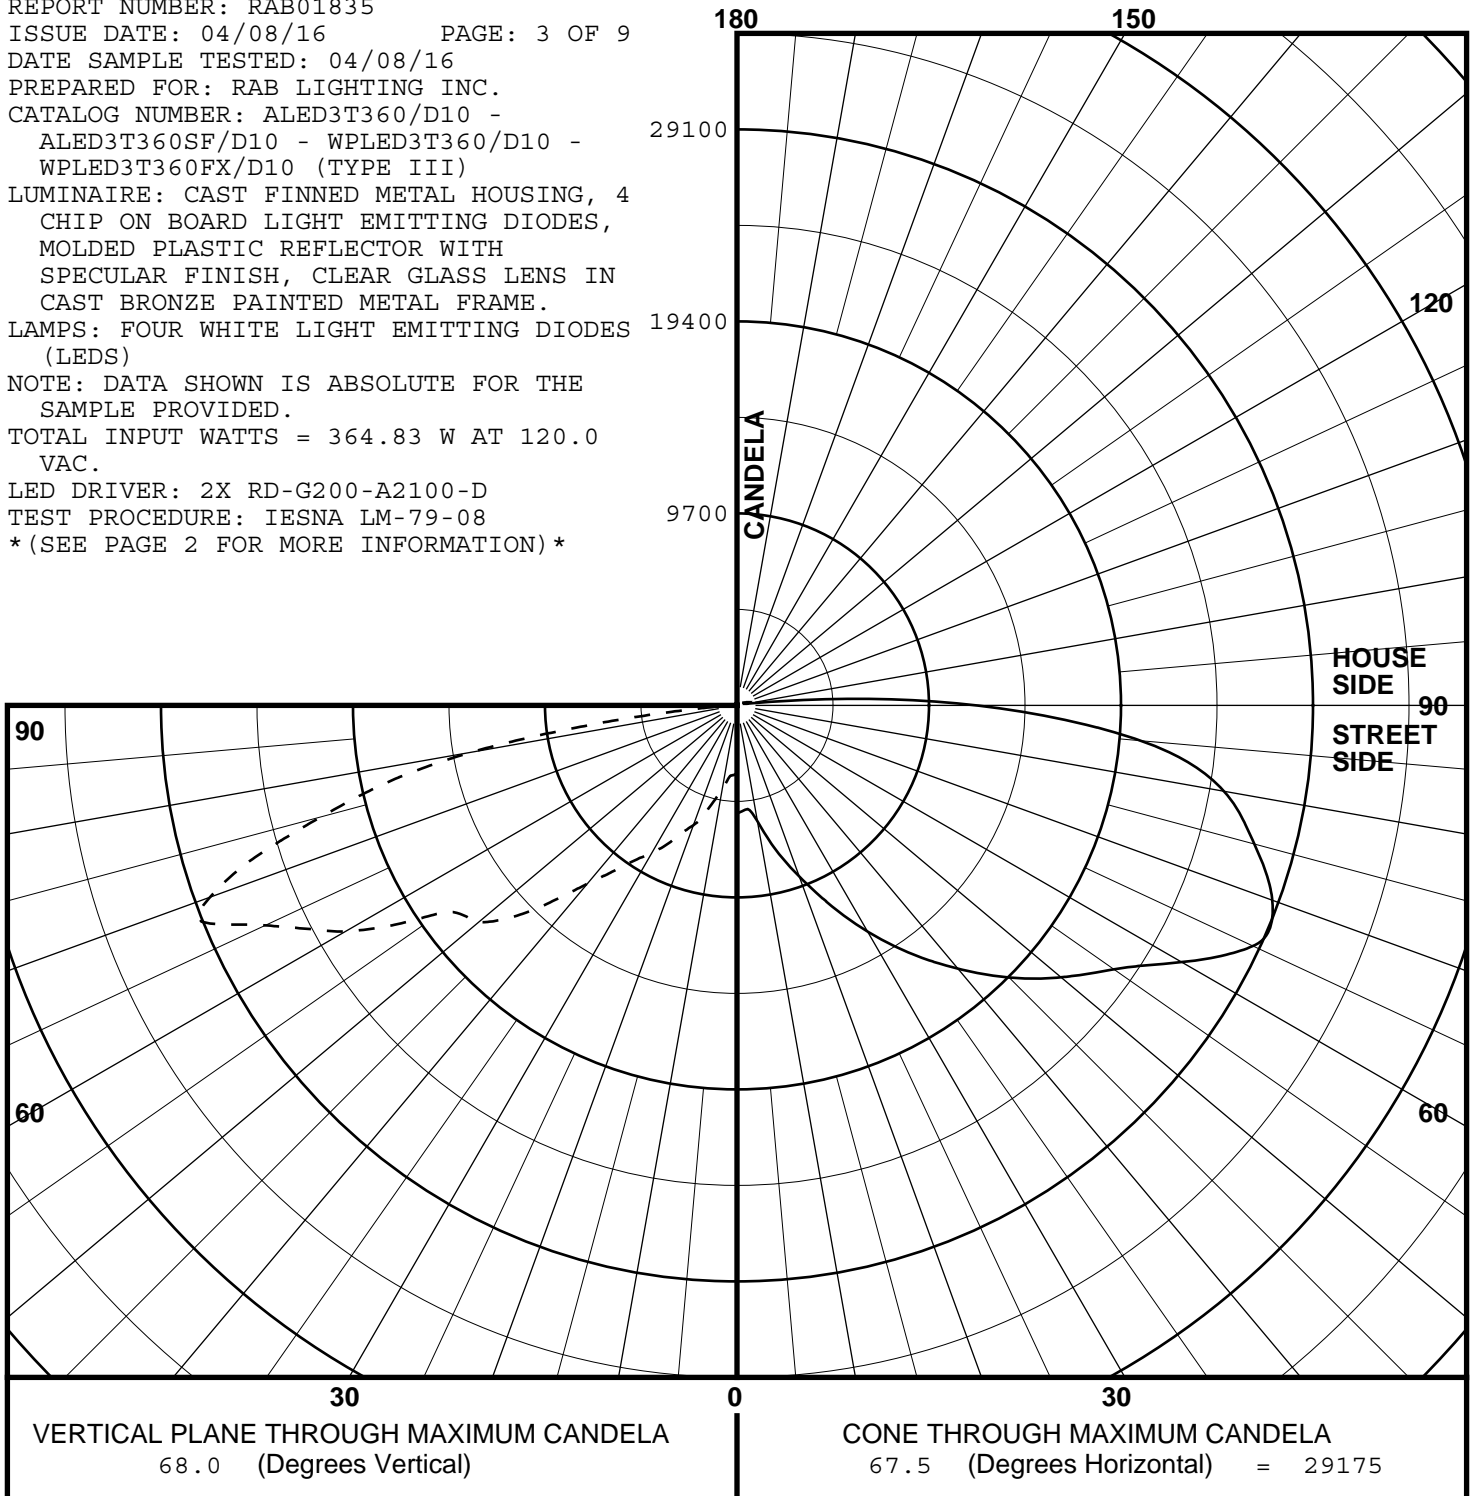 REPORT NUMBER: RAB01835
ISSUE DATE: 04/08/16 PAGE: 3 OF 9
DATE SAMPLE TESTED: 04/08/16
PREPARED FOR: RAB LIGHTING INC.
CATALOG NUMBER: ALED3T360/D10 -
ALED3T360SF/D10 - WPLED3T360/D10 -
WPLED3T360FX/D10 (TYPE III)
LUMINAIRE: CAST FINNED METAL HOUSING, 4
CHIP ON BOARD LIGHT EMITTING DIODES,
MOLDED PLASTIC REFLECTOR WITH
SPECULAR FINISH, CLEAR GLASS LENS IN
CAST BRONZE PAINTED METAL FRAME.
LAMPS: FOUR WHITE LIGHT EMITTING DIODES
(LEDS)
NOTE: DATA SHOWN IS ABSOLUTE FOR THE
SAMPLE PROVIDED.
TOTAL INPUT WATTS = 364.83 W AT 120.0
VAC.
LED DRIVER: 2X RD-G200-A2100-D
TEST PROCEDURE: IESNA LM-79-08
*(SEE PAGE 2 FOR MORE INFORMATION)*
180
150
29100
120
19400
CANDELA
9700
HOUSE
SIDE
90
90
STREET
SIDE
60
60
30
0
30
VERTICAL PLANE THROUGH MAXIMUM CANDELA
68.0 (Degrees Vertical)
CONE THROUGH MAXIMUM CANDELA
67.5 (Degrees Horizontal) = 29175